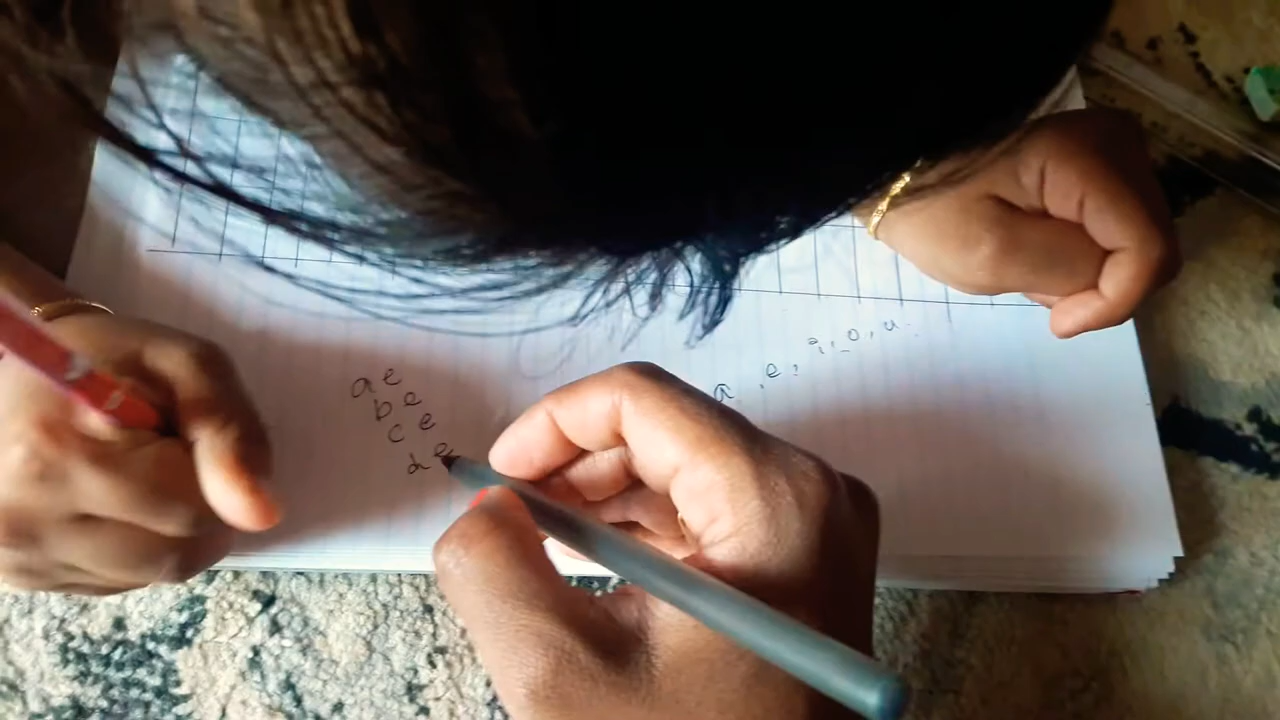 ae
be
ce
de
a, e, i, o, u.